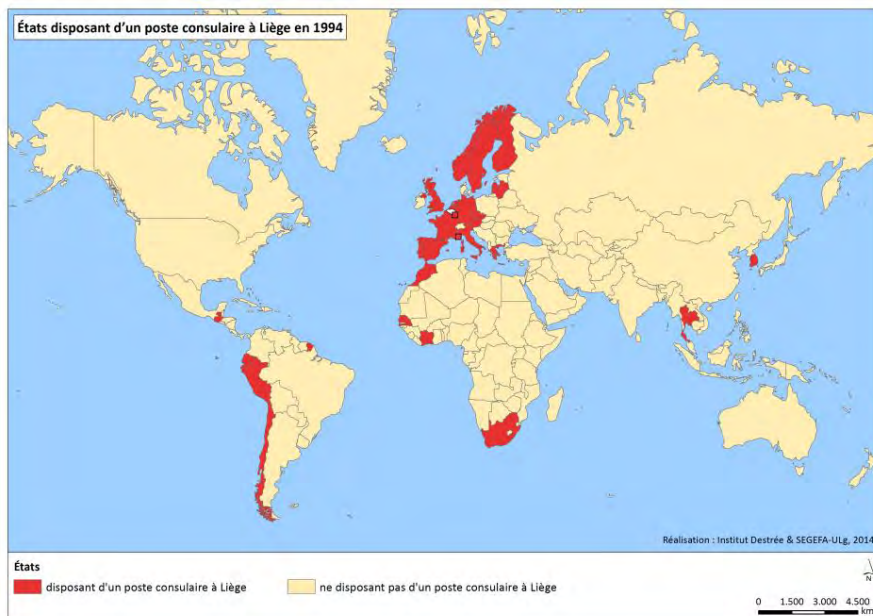 États disposant d'un poste consulaire à Liège en 1994
Réalisation : Institut Destrée & SEGEFA-ULg, 2014
États
disposant d'un poste consulaire à Liège
ne disposant pas d'un poste consulaire à Liège
N
0 1.500 3.000 4.500
km